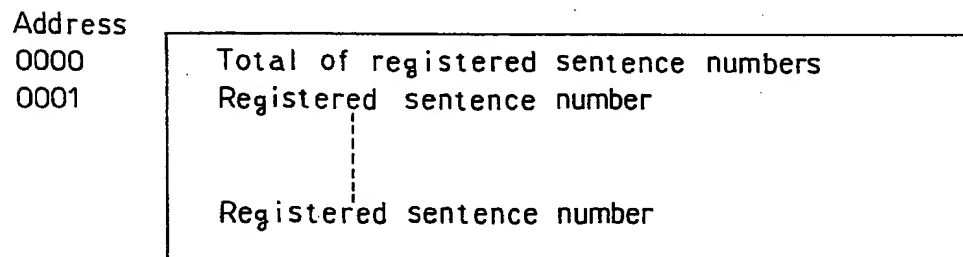 Address
0000 Total of registered sentence numbers
0001 Registered sentence number
Registered sentence number